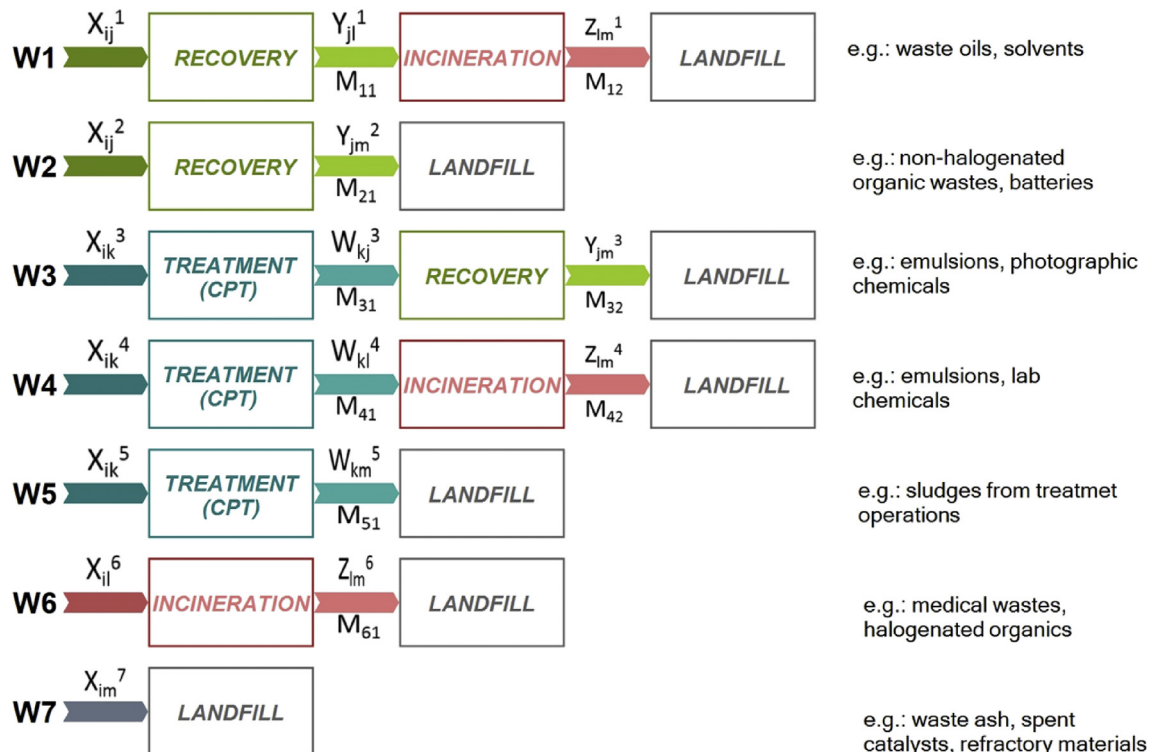 X_ij^1 Y_jl^1 Z_lm^1
W1 RECOVERY INCINERATION LANDFILL e.g.: waste oils, solvents
M_11 M_12
X_ij^2 Y_jm^2
W2 RECOVERY LANDFILL e.g.: non-halogenated
organic wastes, batteries
M_21
X_ik^3 W_kj^3 Y_jm^3
W3 TREATMENT RECOVERY LANDFILL e.g.: emulsions, photographic
(CPT) chemicals
M_31 M_32
X_ik^4 W_kl^4 Z_lm^4
W4 TREATMENT INCINERATION LANDFILL e.g.: emulsions, lab
(CPT) chemicals
M_41 M_42
X_ik^5 W_km^5
W5 TREATMENT LANDFILL e.g.: sludges from treatmet
(CPT) operations
M_51
X_il^6 Z_lm^6
W6 INCINERATION LANDFILL e.g.: medical wastes,
halogenated organics
M_61
X_im^7
W7 LANDFILL e.g.: waste ash, spent
catalysts, refractory materials